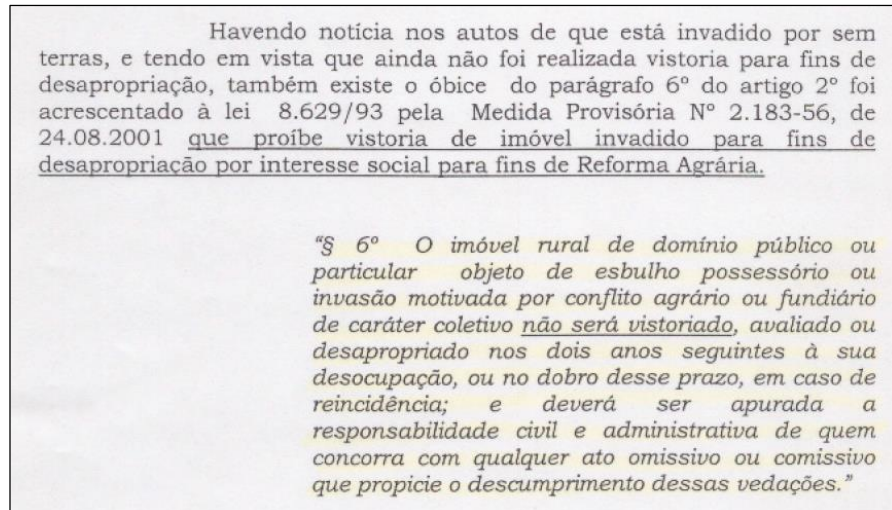 Havendo notícia nos autos de que está invadido por sem
terras, e tendo em vista que ainda não foi realizada vistoria para fins de
desapropriação, também existe o óbice do parágrafo 6º do artigo 2º foi
acrescentado à lei 8.629/93 pela Medida Provisória Nº 2.183-56, de
24.08.2001 que proíbe vistoria de imóvel invadido para fins de
desapropriação por interesse social para fins de Reforma Agrária.
"§ 6º O imóvel rural de domínio público ou
particular objeto de esbulho possessório ou
invasão motivada por conflito agrário ou fundiário
de caráter coletivo não será vistoriado, avaliado ou
desapropriado nos dois anos seguintes à sua
desocupação, ou no dobro desse prazo, em caso de
reincidência; e deverá ser apurada a
responsabilidade civil e administrativa de quem
concorra com qualquer ato omissivo ou comissivo
que propicie o descumprimento dessas vedações."